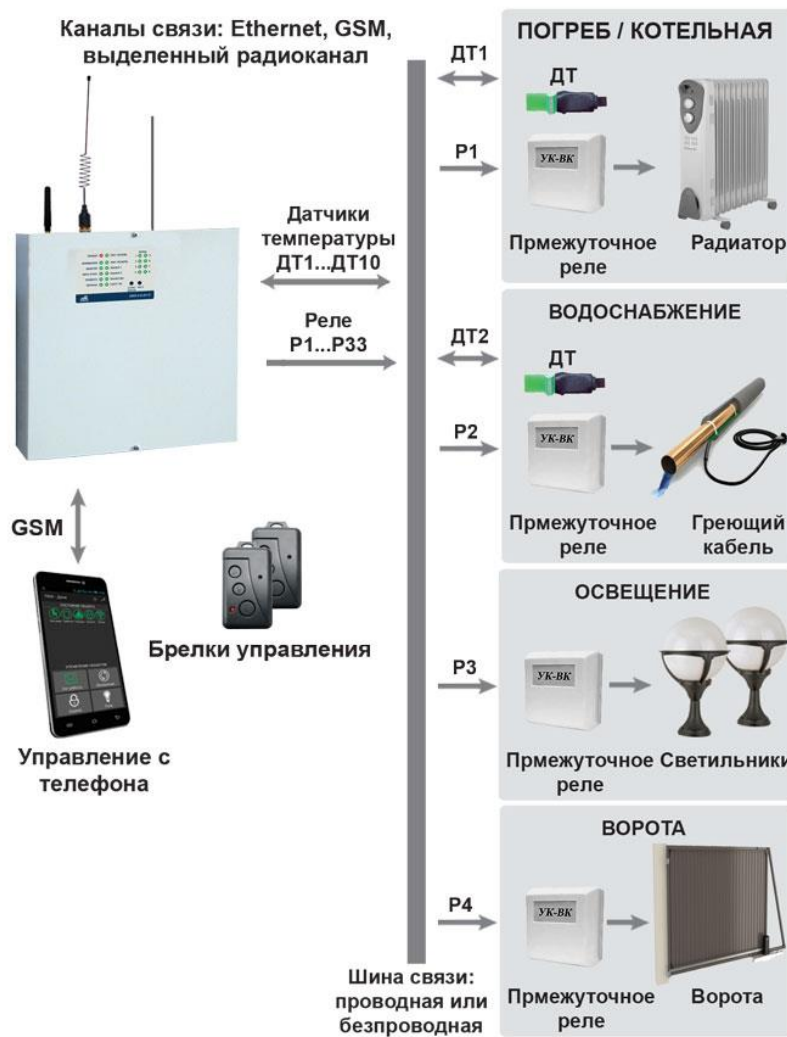 Каналы связи: Ethernet, GSM,
выделенный радиоканал
Датчики
температуры
ДТ1...ДТ10
Реле
Р1...Р33
GSM
Брелки управления
Управление с
телефона
Шина связи:
проводная или
безпроводная
ПОГРЕБ / КОТЕЛЬНАЯ
ДТ1
ДТ
Р1
УК-ВК
Прмежуточное
реле
Радиатор
ВОДОСНАБЖЕНИЕ
ДТ2
ДТ
Р2
УК-ВК
Прмежуточное
реле
Греющий
кабель
ОСВЕЩЕНИЕ
Р3
УК-ВК
Прмежуточное
реле
Светильники
ВОРОТА
Р4
УК-ВК
Прмежуточное
реле
Ворота